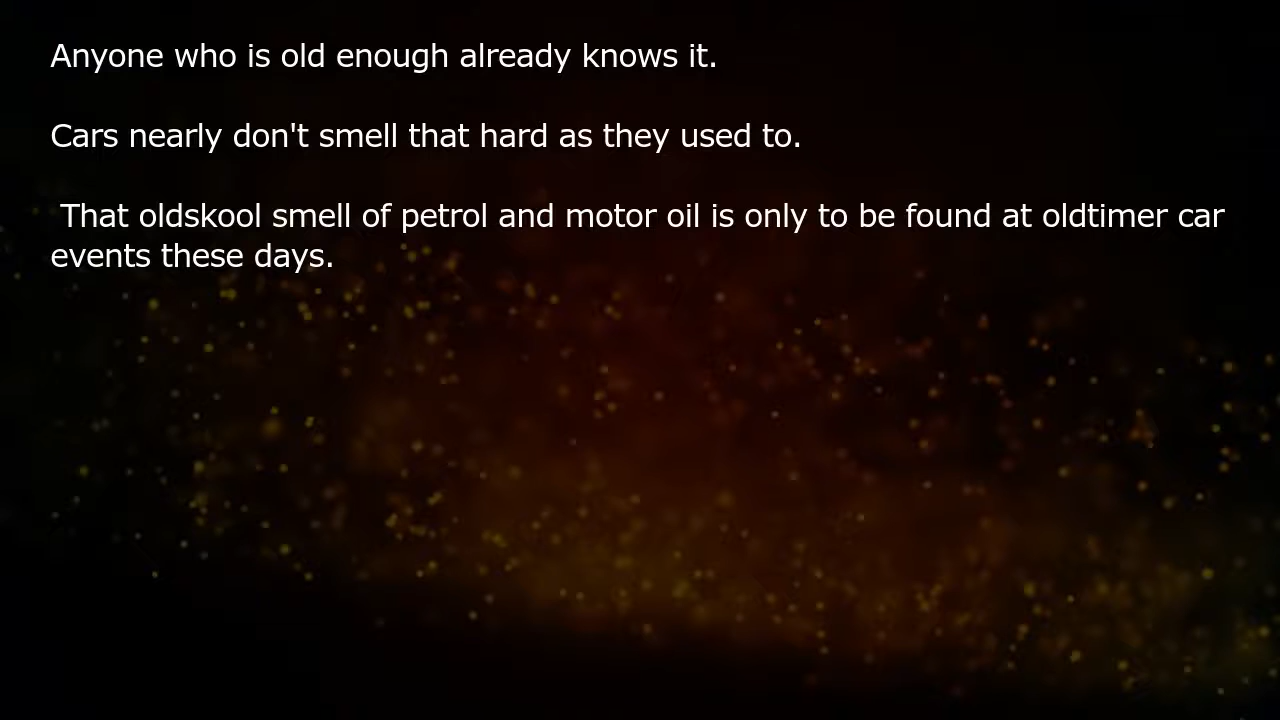 Anyone who is old enough already knows it.
Cars nearly don't smell that hard as they used to.
That oldskool smell of petrol and motor oil is only to be found at oldtimer car
events these days.